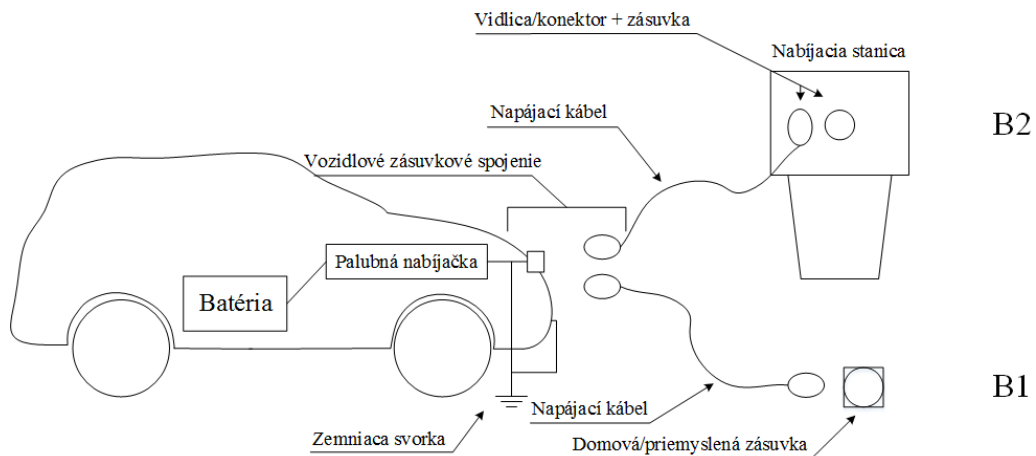 Vidlica/konektor + zásuvka
Nabíjacia stanica
Napájací kábel
B2
Vozidlové zásuvkové spojenie
Palubná nabíjačka
Batéria
B1
Napájací kábel
Zemniaca svorka
Domová/priemyslená zásuvka